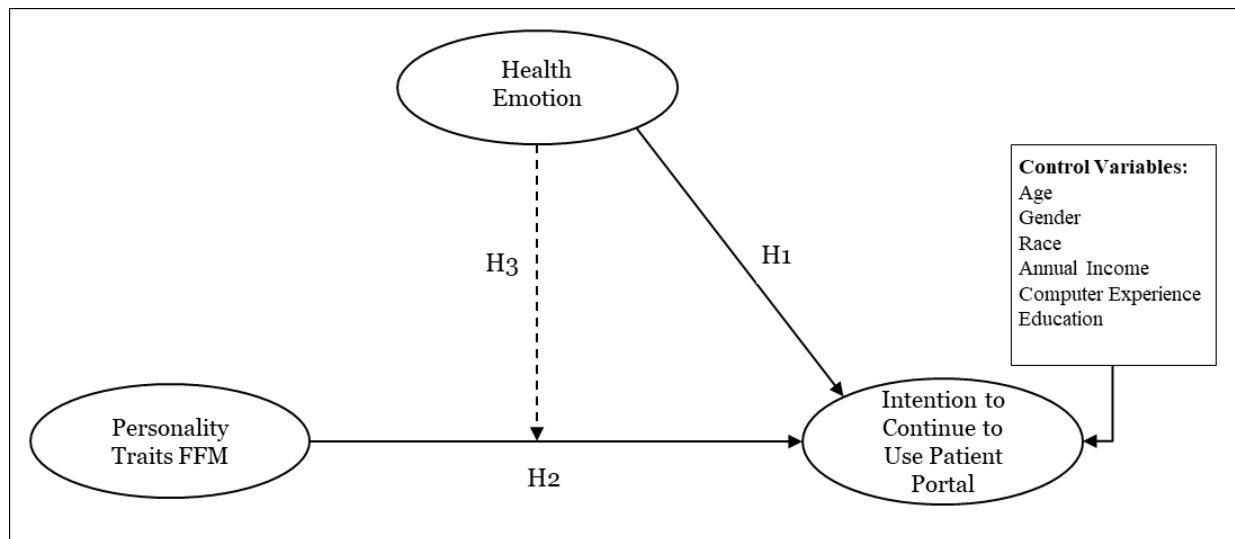 Health
Emotion
Control Variables:
Age
Gender
Race
Annual Income
Computer Experience
Education
H3
H1
Personality
Traits FFM
H2
Intention to
Continue to
Use Patient
Portal